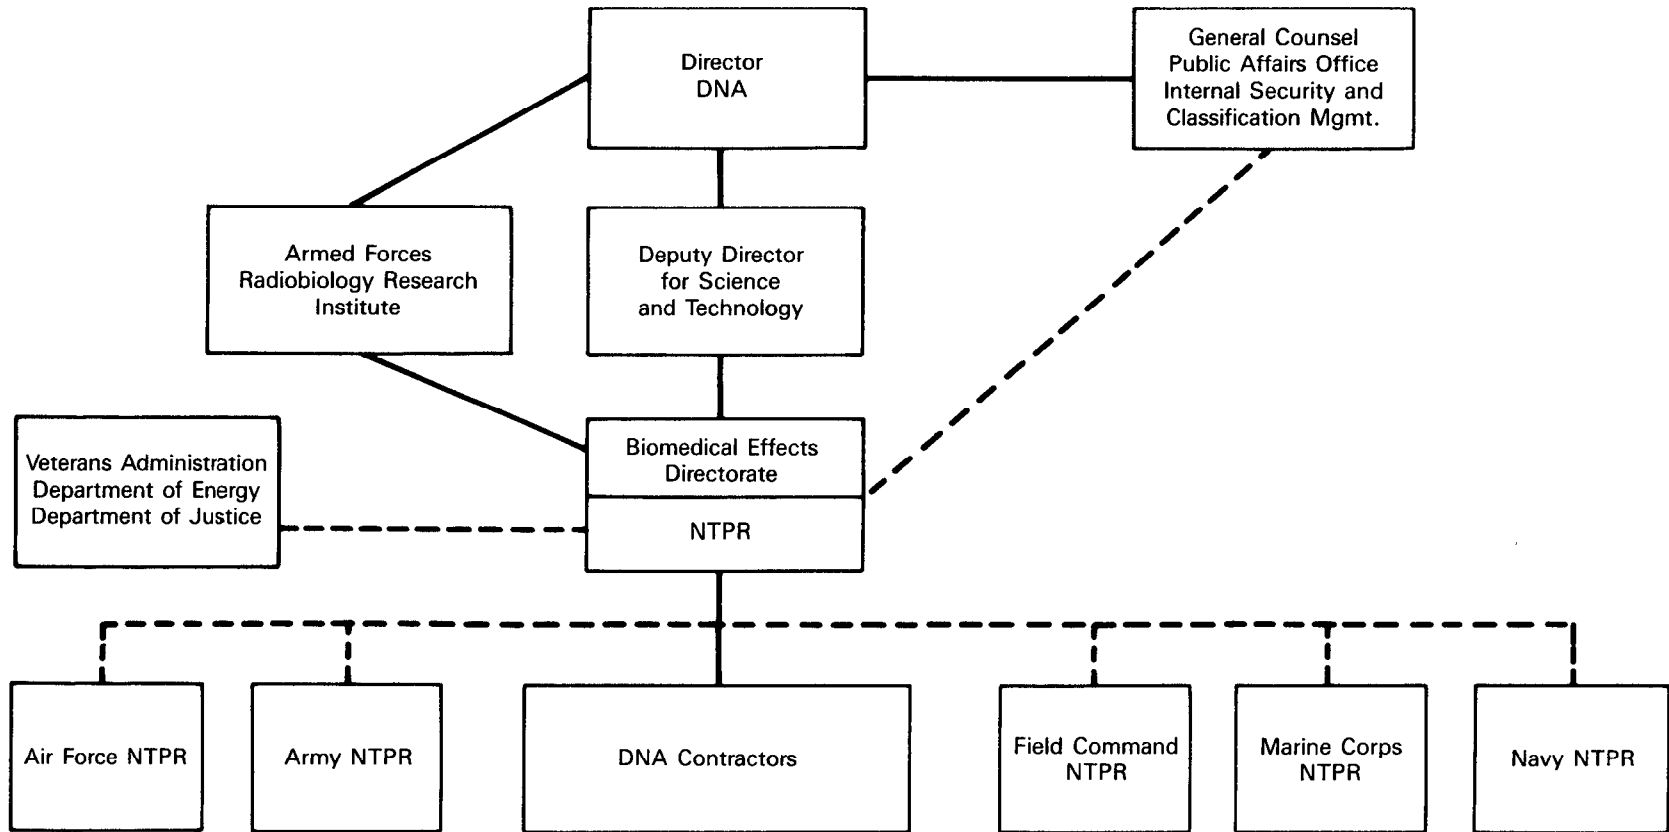 Director
DNA
General Counsel
Public Affairs Office
Internal Security and
Classification Mgmt.
Armed Forces
Radiobiology Research
Institute
Deputy Director
for Science
and Technology
Biomedical Effects
Directorate
Veterans Administration
Department of Energy
Department of Justice
NTPR
Air Force NTPR
Army NTPR
DNA Contractors
Field Command
NTPR
Marine Corps
NTPR
Navy NTPR